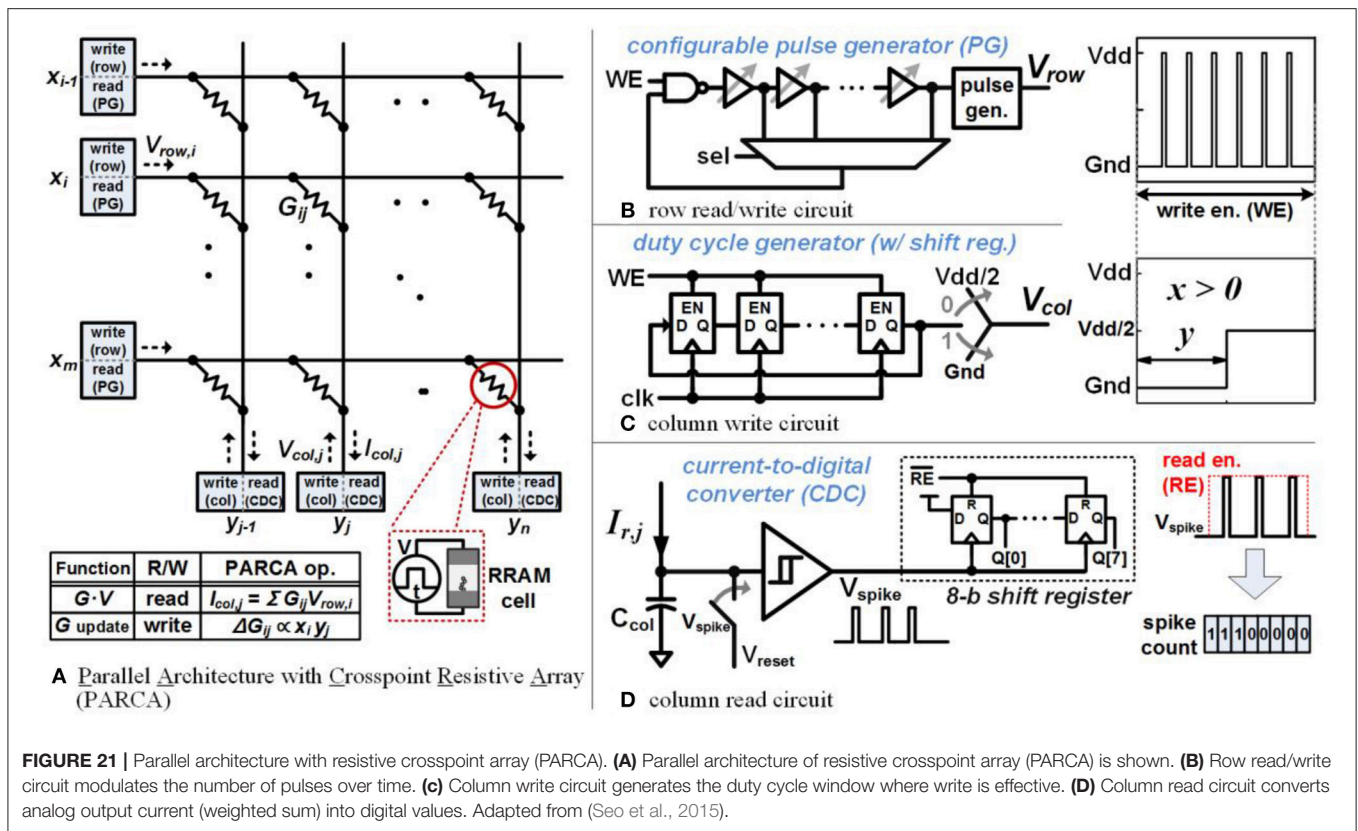 write
(row)
read
(PG)
x_{i-1}
V_{row,i}
write
(row)
read
(PG)
x_i
G_{ij}
write
(row)
read
(PG)
x_m
V_{col,j}
I_{col,j}
write read
(col) (CDC)
write read
(col) (CDC)
write read
(col) (CDC)
y_{j-1}
y_j
y_n
V
t
RRAM
cell
Function R/W PARCA op.
G·V read I_{col,j} = Σ G_{ij}V_{row,i}
G update write ΔG_{ij} ∝ x_i y_j
A Parallel Architecture with Crosspoint Resistive Array
(PARCA)
configurable pulse generator (PG)
WE
pulse
gen.
V_{row}
sel
B row read/write circuit
Vdd
Gnd
write en. (WE)
duty cycle generator (w/ shift reg.)
WE
EN
D Q
EN
D Q
EN
D Q
Vdd/2
0
1
Gnd
V_{col}
clk
C column write circuit
Vdd
x > 0
Vdd/2
y
Gnd
current-to-digital
converter (CDC)
I_{r,j}
C_{col}
V_{spike}
V_{reset}
V_{spike}
R̅E̅
R
D Q
R
D Q
Q[0]
Q[7]
8-b shift register
D column read circuit
read en.
(RE)
V_{spike}
spike
count
1 1 1 0 0 0 0 0
FIGURE 21 | Parallel architecture with resistive crosspoint array (PARCA). (A) Parallel architecture of resistive crosspoint array (PARCA) is shown. (B) Row read/write
circuit modulates the number of pulses over time. (c) Column write circuit generates the duty cycle window where write is effective. (D) Column read circuit converts
analog output current (weighted sum) into digital values. Adapted from (Seo et al., 2015).